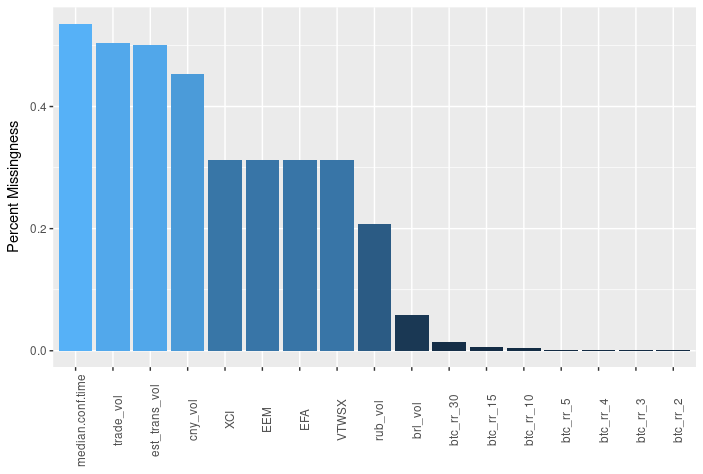 Percent Missingness
0.4
0.2
0.0
median.conf.time
trade_vol
est_trans_vol
cny_vol
XCI
EEM
EFA
VTWSX
rub_vol
brl_vol
btc_rr_30
btc_rr_15
btc_rr_10
btc_rr_5
btc_rr_4
btc_rr_3
btc_rr_2